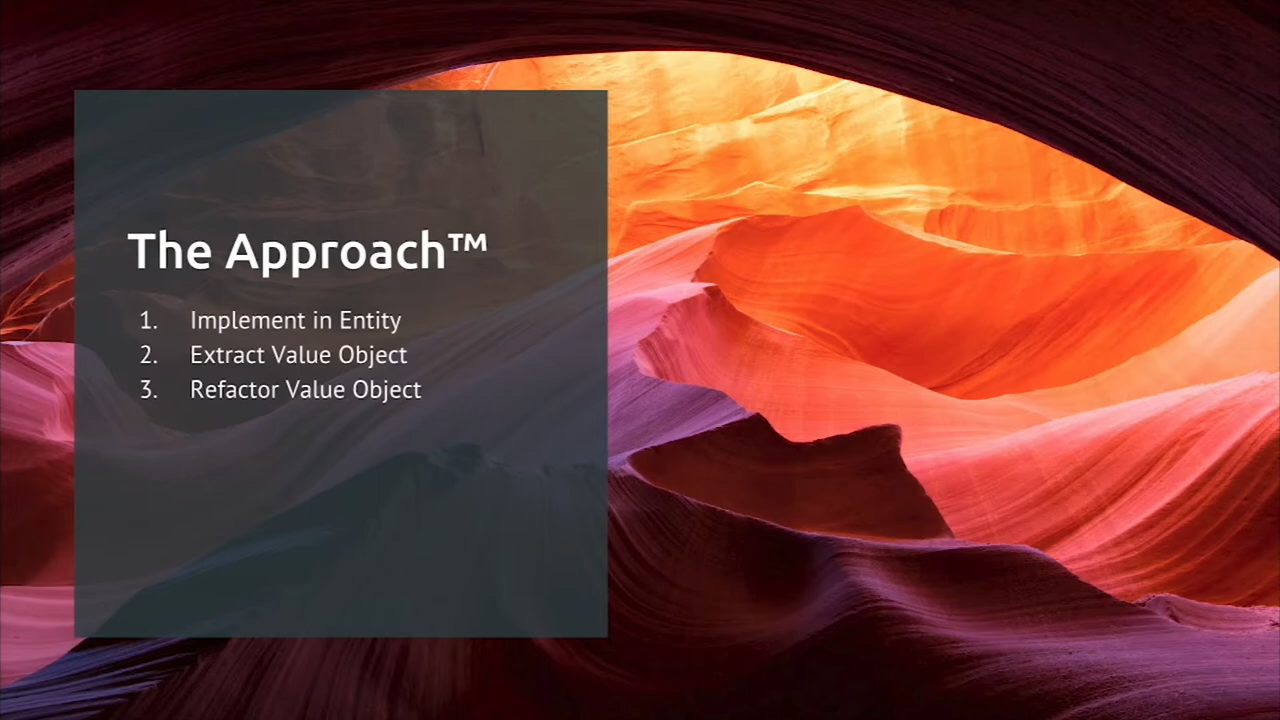 The Approach™
1. Implement in Entity
2. Extract Value Object
3. Refactor Value Object